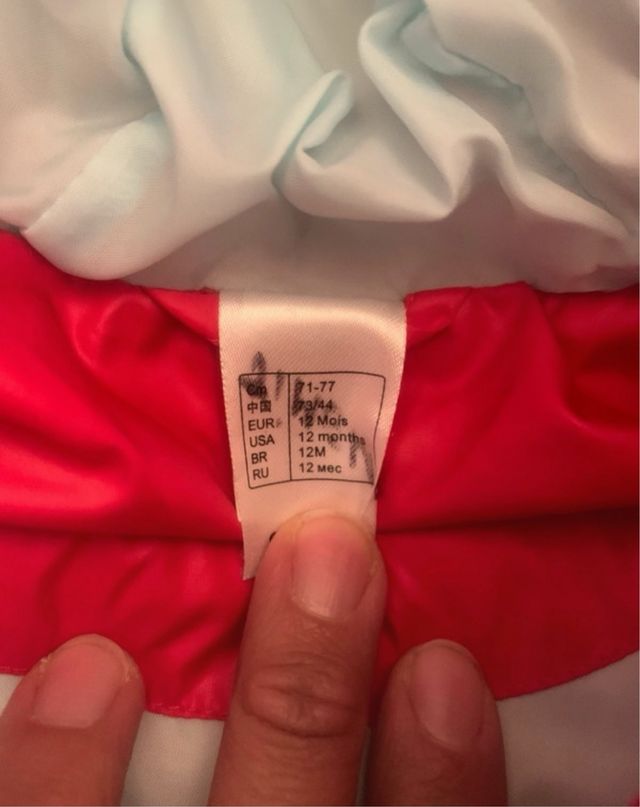 Cm 71-77
中国 73/44
EUR 12 Mois
USA 12 months
BR 12M
RU 12 мес